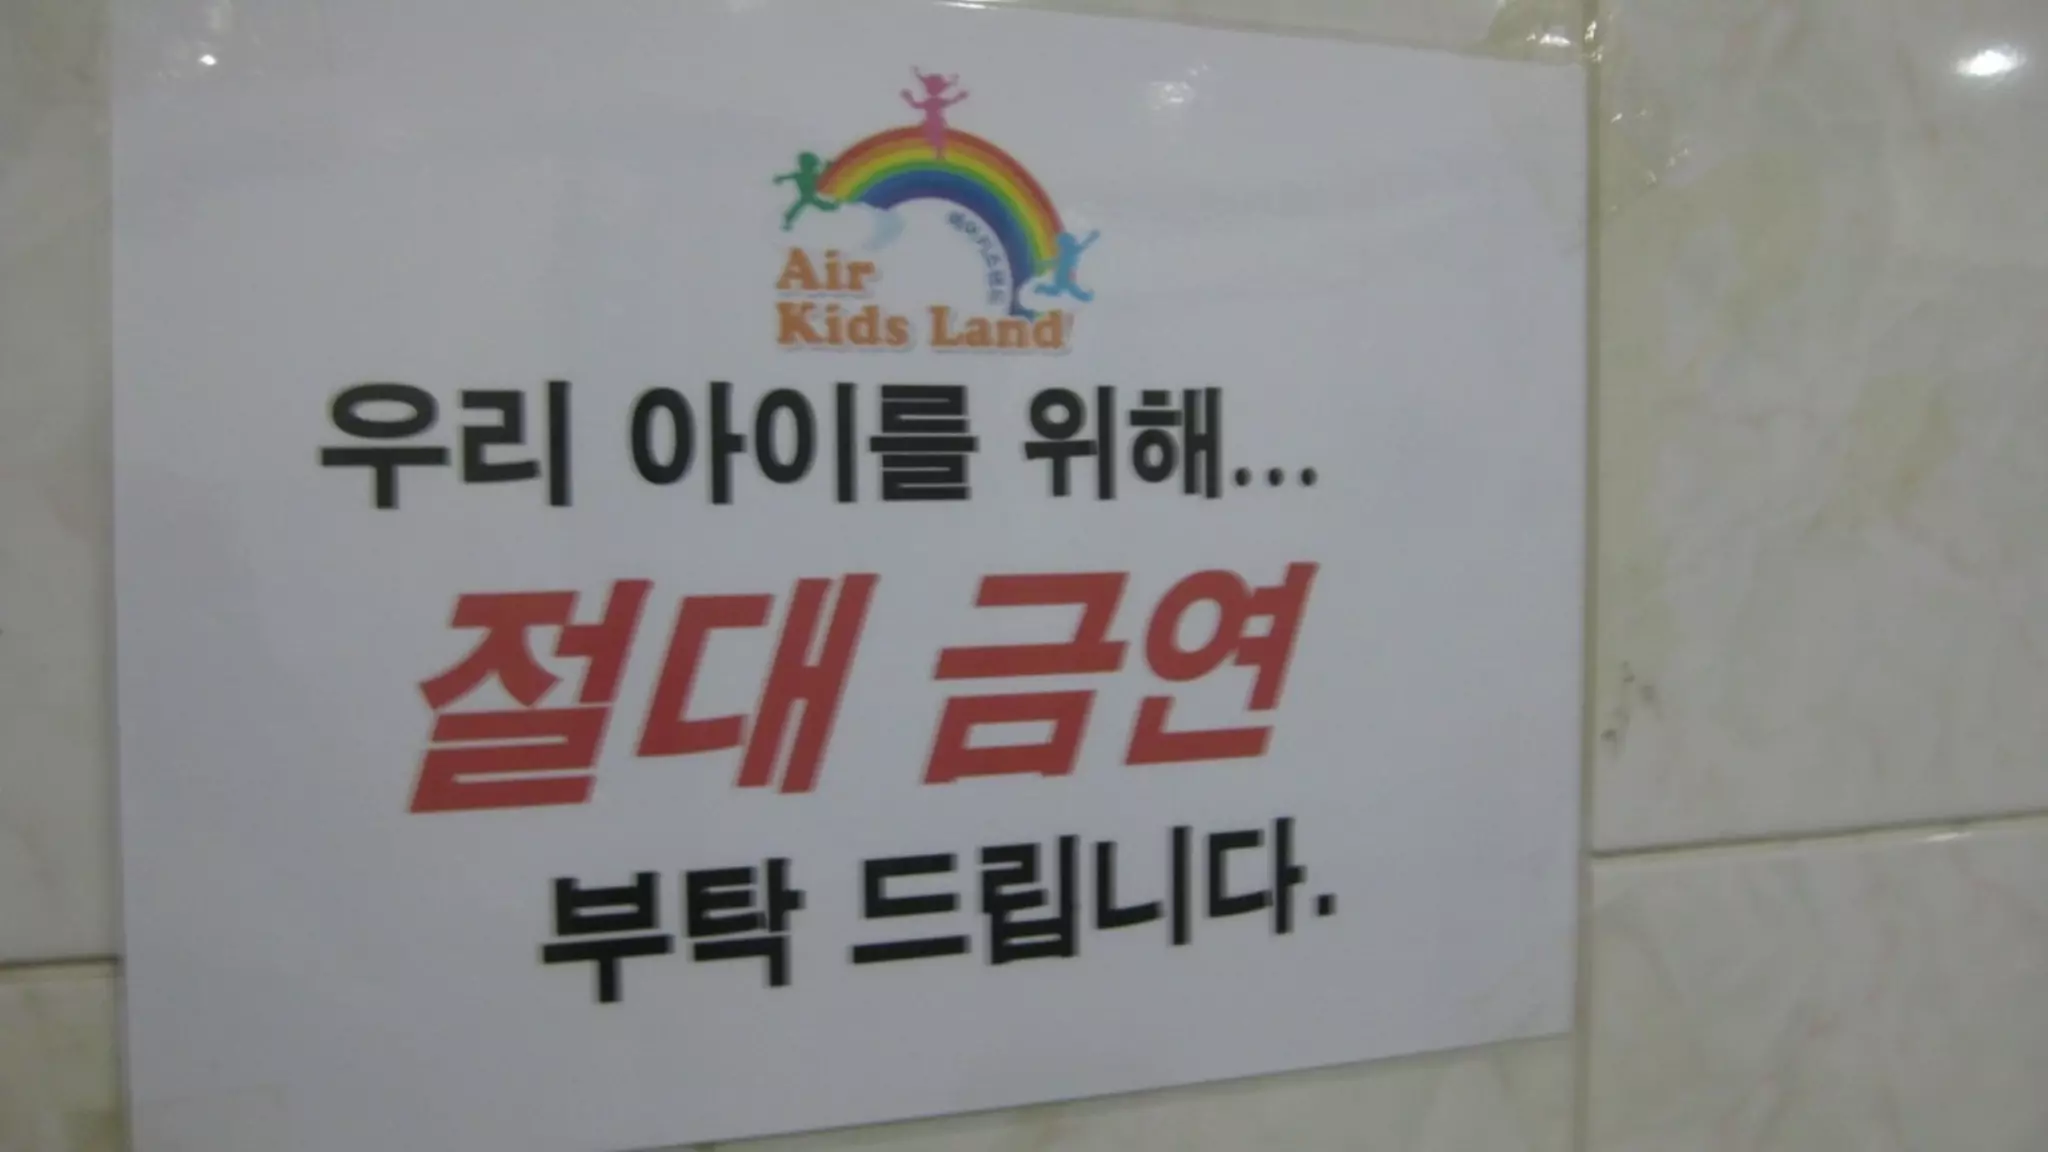 Air
Kids Land
우리 아이를 위해...
절대 금연
부탁 드립니다.